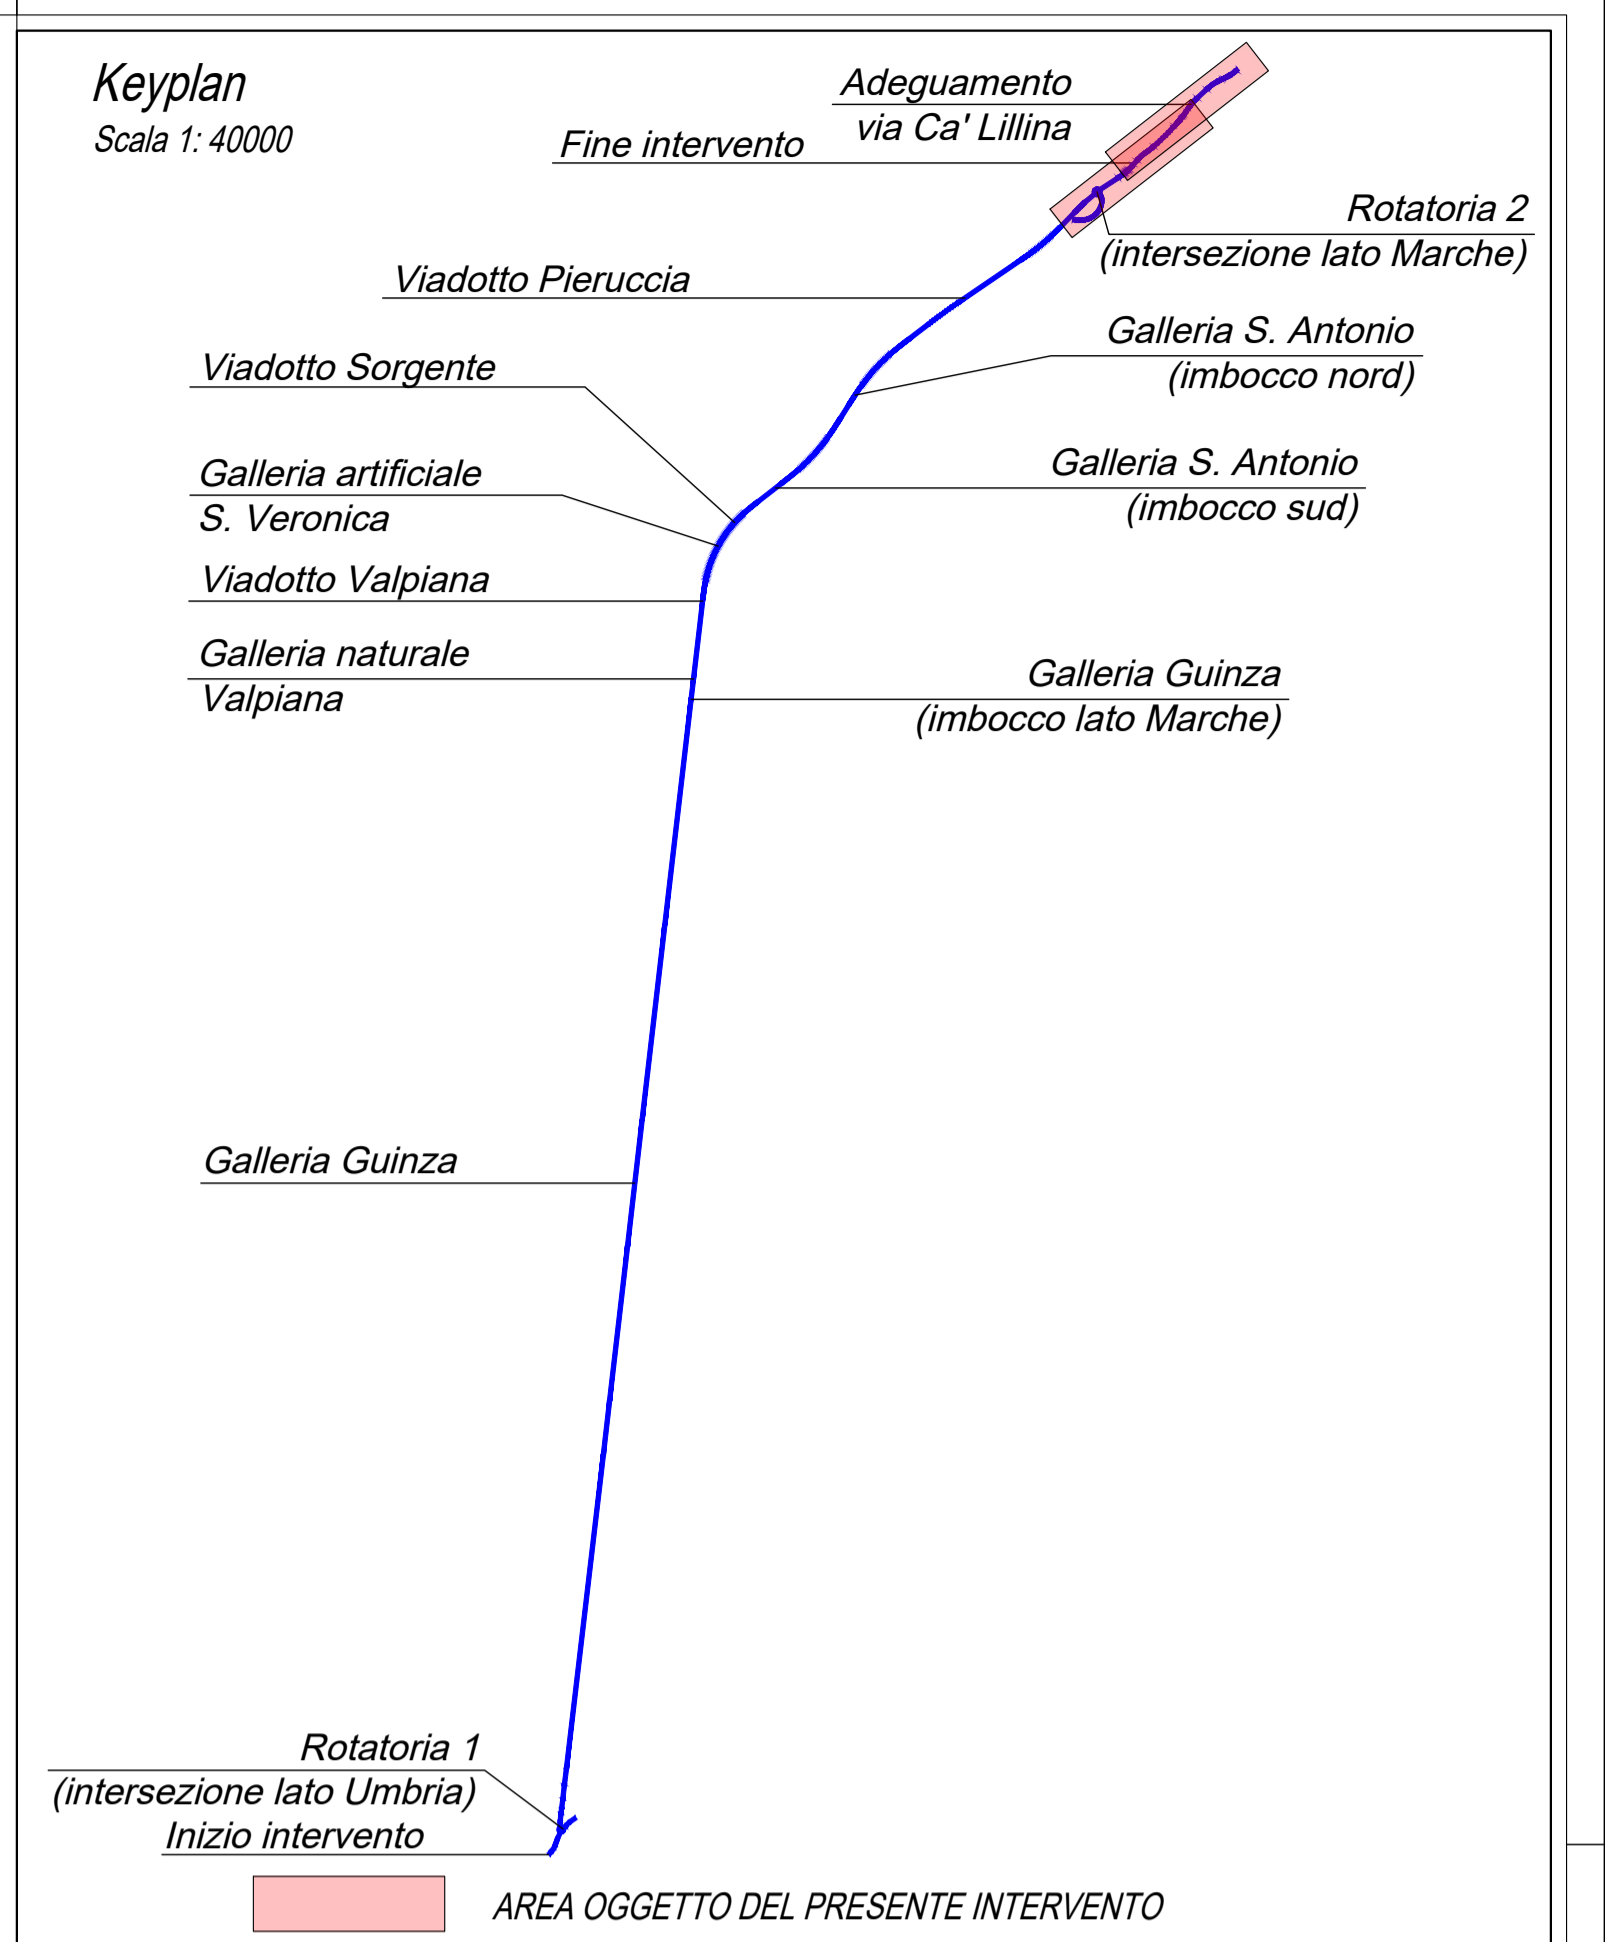 Keyplan
Scala 1: 40000
Adeguamento
via Ca' Lillina
Fine intervento
Rotatoria 2
(intersezione lato Marche)
Viadotto Pieruccia
Galleria S. Antonio
(imbocco nord)
Viadotto Sorgente
Galleria S. Antonio
(imbocco sud)
Galleria artificiale
S. Veronica
Viadotto Valpiana
Galleria naturale
Valpiana
Galleria Guinza
(imbocco lato Marche)
Galleria Guinza
Rotatoria 1
(intersezione lato Umbria)
Inizio intervento
AREA OGGETTO DEL PRESENTE INTERVENTO